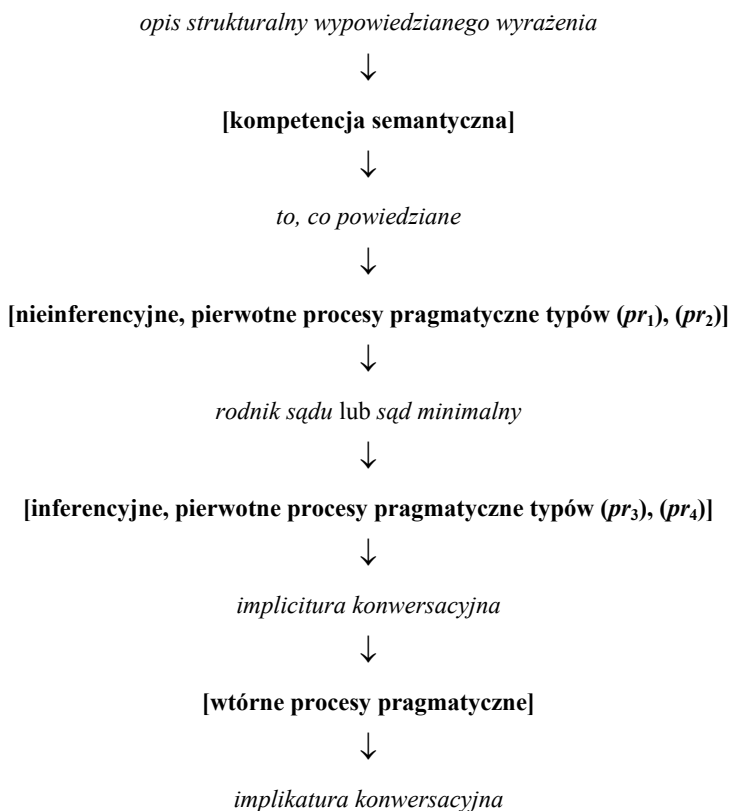 opis strukturalny wypowiedzianego wyrażenia
↓
[kompetencja semantyczna]
↓
to, co powiedziane
↓
[nieinferencyjne, pierwotne procesy pragmatyczne typów (pr₁), (pr₂)]
↓
rodnik sądu lub sąd minimalny
↓
[inferencyjne, pierwotne procesy pragmatyczne typów (pr₃), (pr₄)]
↓
implicitura konwersacyjna
↓
[wtórne procesy pragmatyczne]
↓
implikatura konwersacyjna